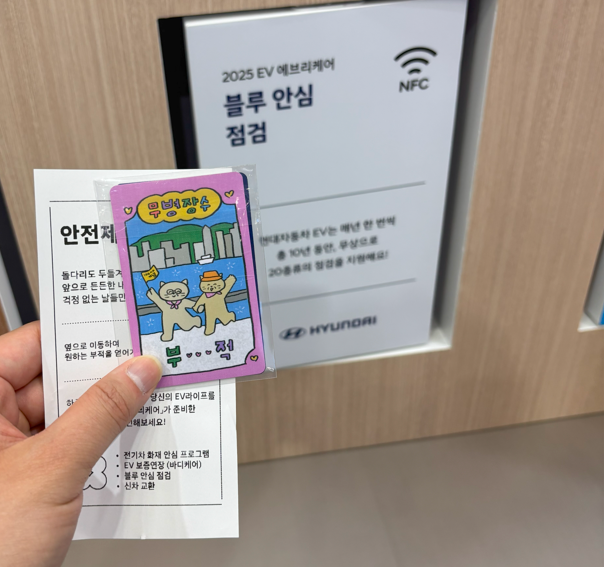 2025 EV 에브리케어
블루 안심
점검
NFC
현대자동차 EV는 매년 한 번씩
총 10년 동안, 무상으로
20종류의 점검을 지원해요!
HYUNDAI
안전제
돌다리도 두들겨
앞으로 든든한 내
걱정 없는 날들만
옆으로 이동하며
원하는 부적을 얻어가
당신의 EV라이프를
케어」가 준비한
해보세요!
• 전기차 화재 안심 프로그램
• EV 보증연장 (바디케어)
• 블루 안심 점검
• 신차 교환
무병장수
부...적